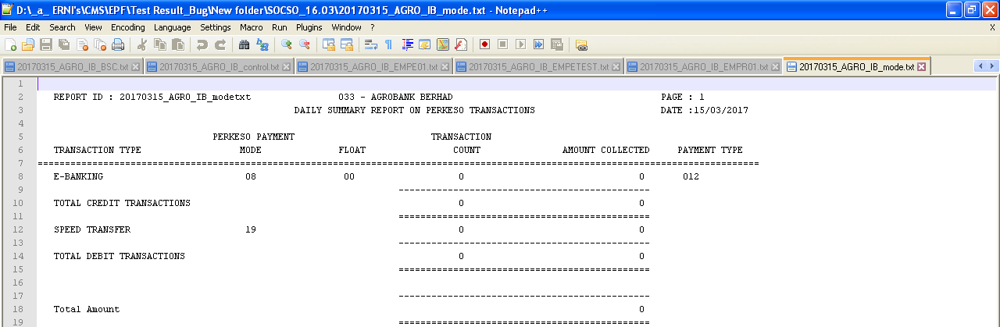 D:\_a_ ERNI's\CMS\EPF\Test Result_Bug\New folder\SOCSO_16.03\20170315_AGRO_IB_mode.txt - Notepad++
File Edit Search View Encoding Language Settings Macro Run Plugins Window ? X
20170315_AGRO_IB_BSC.txt 20170315_AGRO_IB_control.txt 20170315_AGRO_IB_EMPE01.txt 20170315_AGRO_IB_EMPETEST.txt 20170315_AGRO_IB_EMPR01.txt 20170315_AGRO_IB_mode.txt
1
2 REPORT ID : 20170315_AGRO_IB_modetxt 033 - AGROBANK BERHAD PAGE : 1
3 DAILY SUMMARY REPORT ON PERKESO TRANSACTIONS DATE :15/03/2017
4
5 PERKESO PAYMENT TRANSACTION
6 TRANSACTION TYPE MODE FLOAT COUNT AMOUNT COLLECTED PAYMENT TYPE
7 ====================================================================================================================================
8 E-BANKING 08 00 0 0 012
9 ----------------------------------------------
10 TOTAL CREDIT TRANSACTIONS 0 0
11 ==============================================
12 SPEED TRANSFER 19 0 0
13 ----------------------------------------------
14 TOTAL DEBIT TRANSACTIONS 0 0
15 ==============================================
16
17 ----------------------------------------------
18 Total Amount 0
19 ==============================================